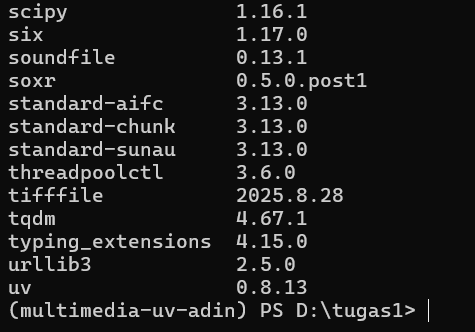 scipy 1.16.1
six 1.17.0
soundfile 0.13.1
soxr 0.5.0.post1
standard-aifc 3.13.0
standard-chunk 3.13.0
standard-sunau 3.13.0
threadpoolctl 3.6.0
tifffile 2025.8.28
tqdm 4.67.1
typing_extensions 4.15.0
urllib3 2.5.0
uv 0.8.13
(multimedia-uv-adin) PS D:\tugas1>